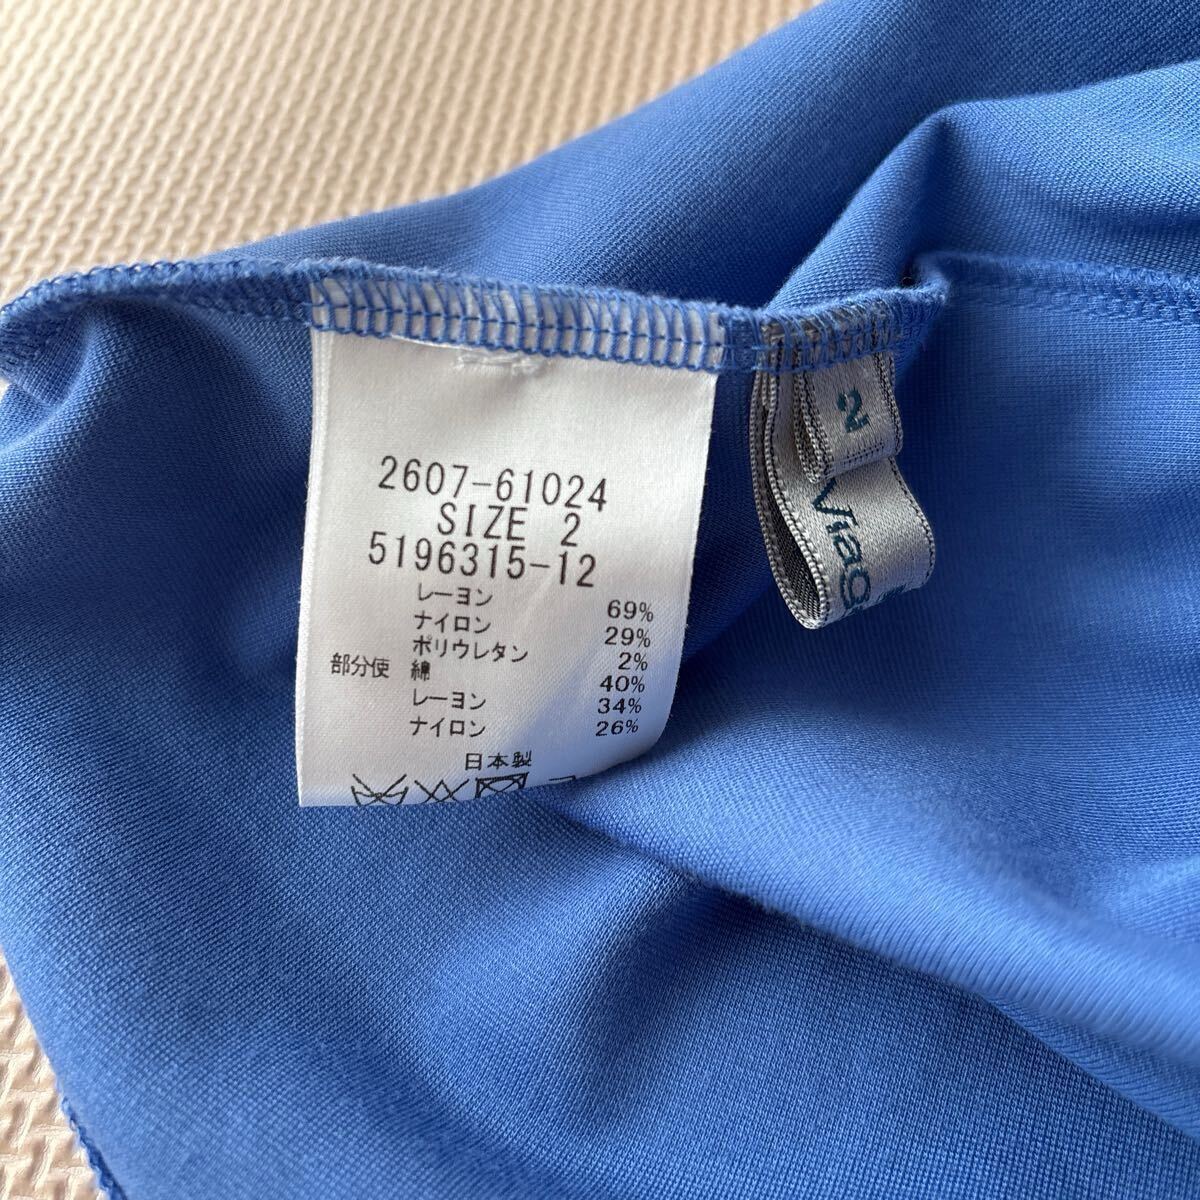 2607-61024
SIZE 2
5196315-12
レーヨン 69%
ナイロン 29%
ポリウレタン 2%
部分使 綿 40%
レーヨン 34%
ナイロン 26%
日本製
2
Viag